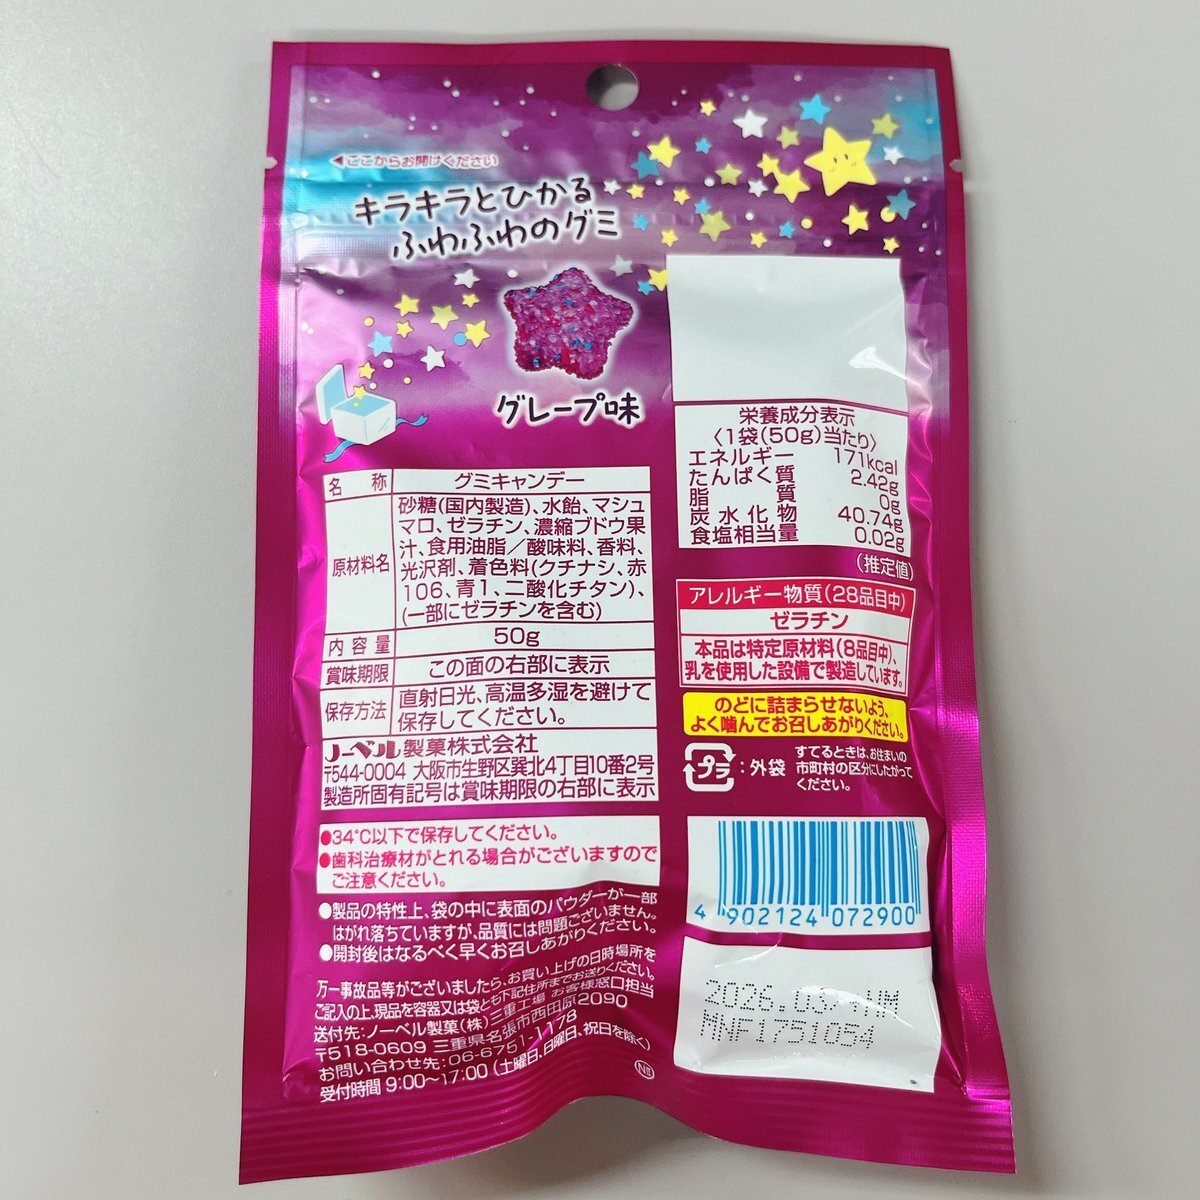 ◀ここからお開けください
キラキラとひかる
ふわふわのグミ
グレープ味
名 称 グミキャンデー
原材料名
砂糖(国内製造)、水飴、マシュ
マロ、ゼラチン、濃縮ブドウ果
汁、食用油脂／酸味料、香料、
光沢剤、着色料(クチナシ、赤
106、青1、二酸化チタン)、
(一部にゼラチンを含む)
内容量 50g
賞味期限 この面の右部に表示
保存方法
直射日光、高温多湿を避けて
保存してください。
ノーベル製菓株式会社
〒544-0004 大阪市生野区巽北4丁目10番2号
製造所固有記号は賞味期限の右部に表示
●34℃以下で保存してください。
●歯科治療材がとれる場合がございますので
ご注意ください。
●製品の特性上、袋の中に表面のパウダーが一部
はがれ落ちていますが、品質には問題ございません。
●開封後はなるべく早くお召しあがりください。
万一事故品等がございましたら、お買い上げの日時場所を
ご記入の上、現品を容器又は袋とも下記住所までお送りください。
送付先:ノーベル製菓(株)三重工場 お客様窓口担当
〒518-0609 三重県名張市西田原2090
お問い合わせ先:06-6751-1178
受付時間 9:00〜17:00(土曜日、日曜日、祝日を除く)
NⅡ
栄養成分表示
〈1袋(50g)当たり〉
エネルギー 171kcal
たんぱく質 2.42g
脂質 0g
炭水化物 40.74g
食塩相当量 0.02g
(推定値)
アレルギー物質(28品目中)
ゼラチン
本品は特定原材料(8品目中)、
乳を使用した設備で製造しています。
のどに詰まらせないよう、
よく噛んでお召しあがりください。
プラ:外袋
すてるときは、お住まいの
市町村の区分にしたがって
ください。
4 902124 072900
2026.03 HM
MNF1751054